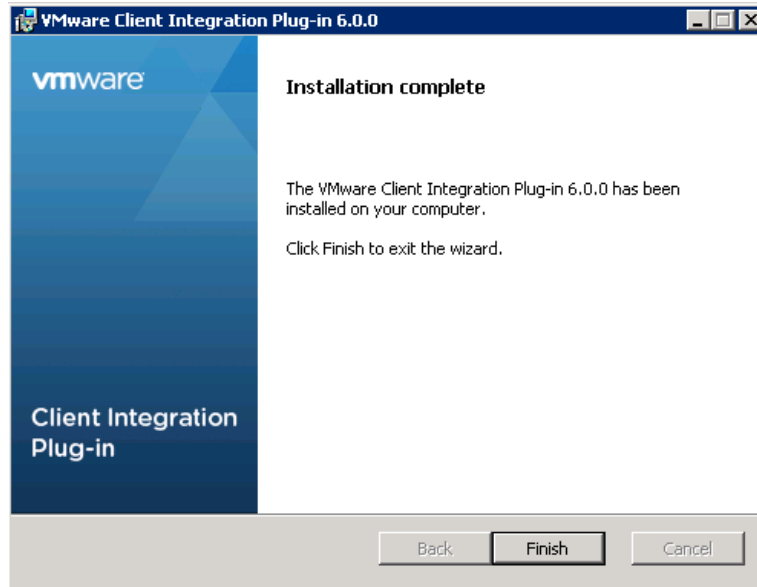 VMware Client Integration Plug-in 6.0.0
vmware
Installation complete
The VMware Client Integration Plug-in 6.0.0 has been
installed on your computer.
Click Finish to exit the wizard.
Client Integration
Plug-in
Back
Finish
Cancel